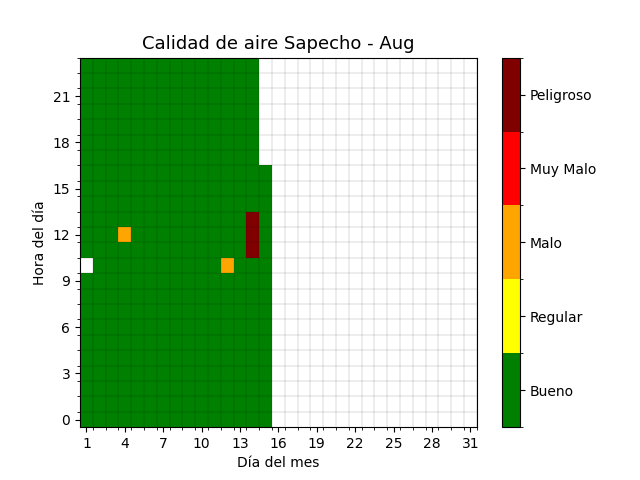 Calidad de aire Sapecho - Aug
Hora del día
21
18
15
12
9
6
3
0
1 4 7 10 13 16 19 22 25 28 31
Día del mes
Peligroso
Muy Malo
Malo
Regular
Bueno